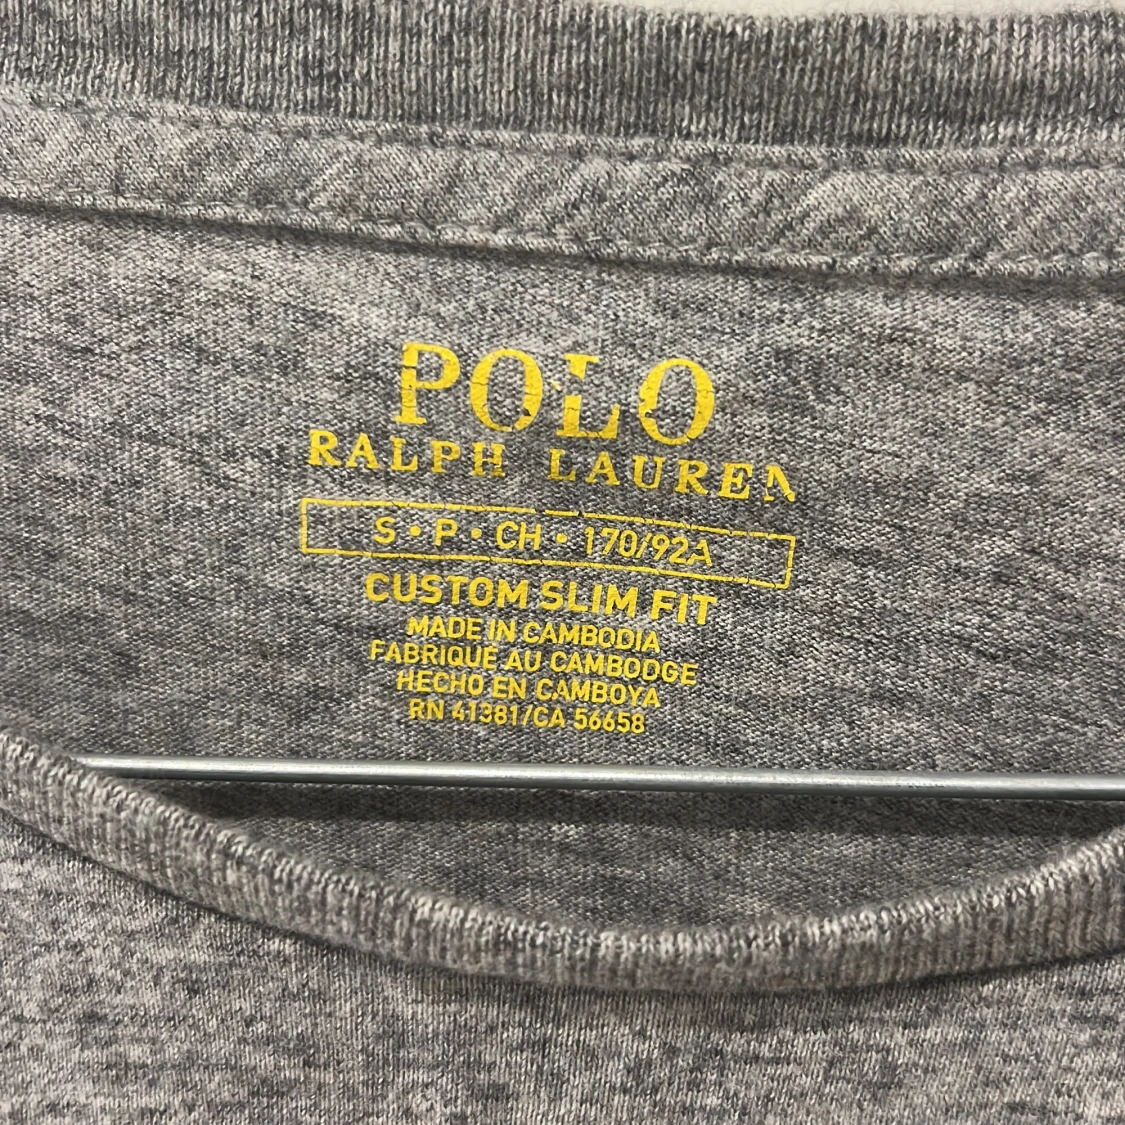 POLO
RALPH LAUREN
S • P • CH • 170/92A
CUSTOM SLIM FIT
MADE IN CAMBODIA
FABRIQUÉ AU CAMBODGE
HECHO EN CAMBOYA
RN 41381/CA 56658